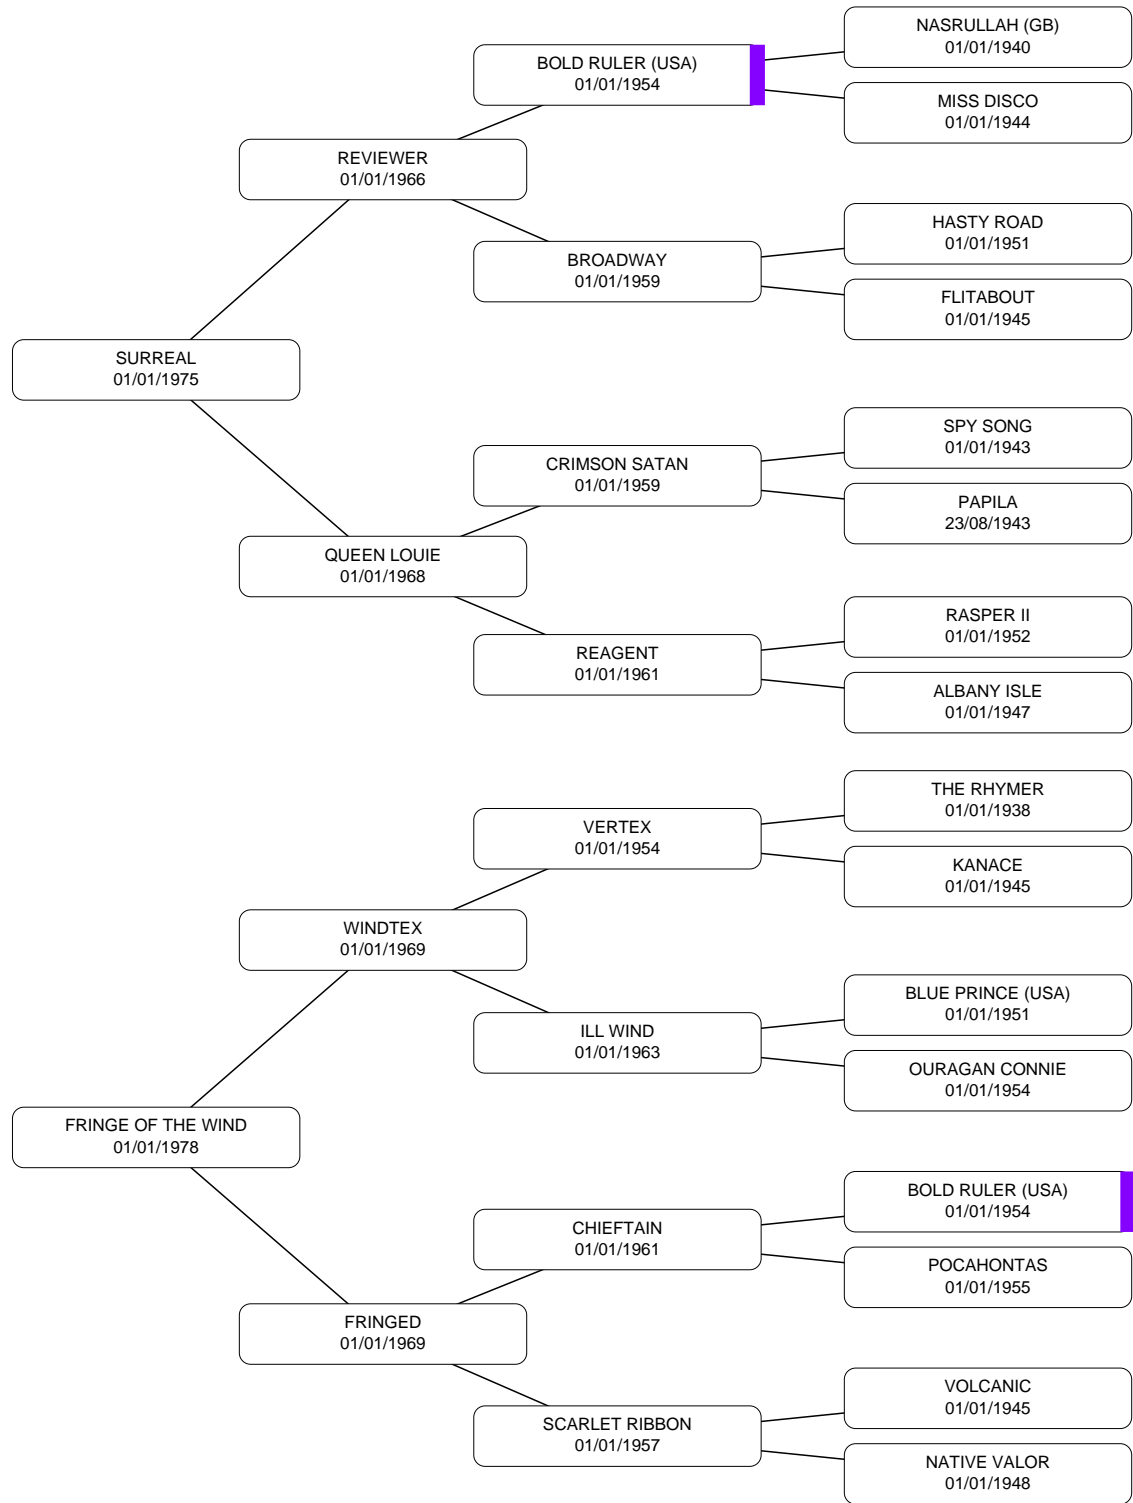 NASRULLAH (GB)
01/01/1940
BOLD RULER (USA)
01/01/1954
MISS DISCO
01/01/1944
REVIEWER
01/01/1966
HASTY ROAD
01/01/1951
BROADWAY
01/01/1959
FLITABOUT
01/01/1945
SURREAL
01/01/1975
SPY SONG
01/01/1943
CRIMSON SATAN
01/01/1959
PAPILA
23/08/1943
QUEEN LOUIE
01/01/1968
RASPER II
01/01/1952
REAGENT
01/01/1961
ALBANY ISLE
01/01/1947
THE RHYMER
01/01/1938
VERTEX
01/01/1954
KANACE
01/01/1945
WINDTEX
01/01/1969
BLUE PRINCE (USA)
01/01/1951
ILL WIND
01/01/1963
OURAGAN CONNIE
01/01/1954
FRINGE OF THE WIND
01/01/1978
BOLD RULER (USA)
01/01/1954
CHIEFTAIN
01/01/1961
POCAHONTAS
01/01/1955
FRINGED
01/01/1969
VOLCANIC
01/01/1945
SCARLET RIBBON
01/01/1957
NATIVE VALOR
01/01/1948